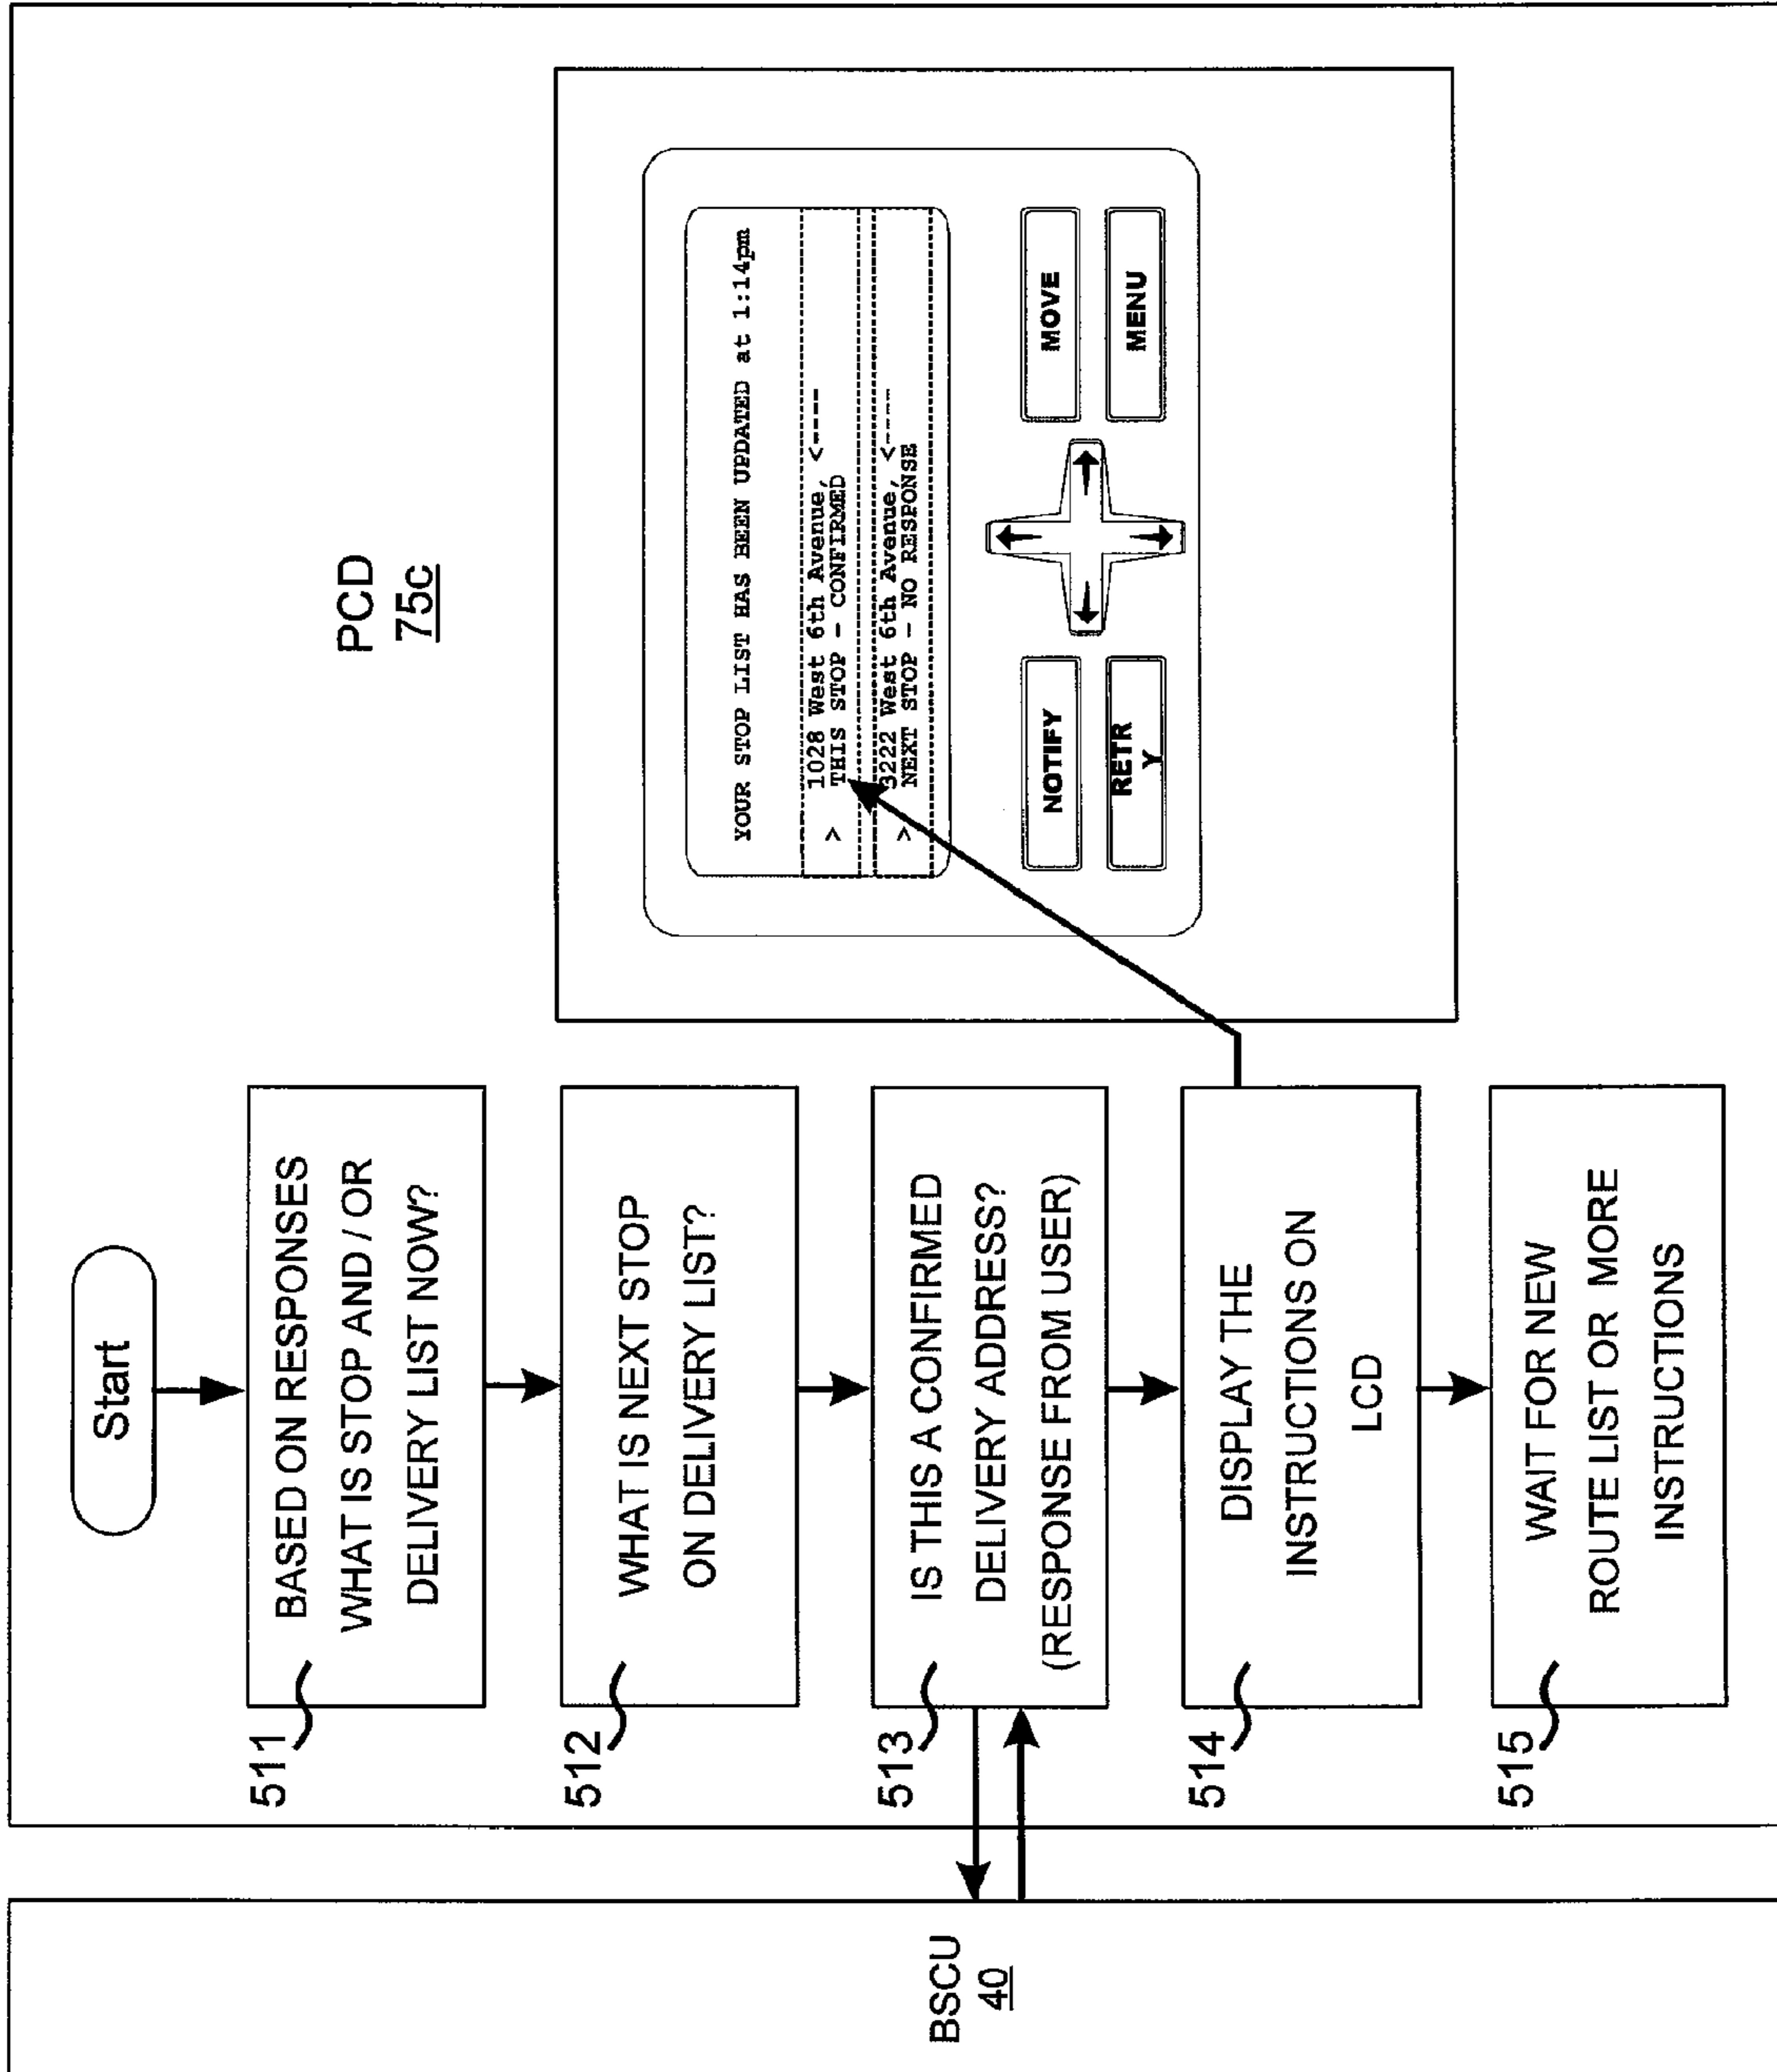 BSCU
40
PCD
75c
Start
511
BASED ON RESPONSES
WHAT IS STOP AND / OR
DELIVERY LIST NOW?
512
WHAT IS NEXT STOP
ON DELIVERY LIST?
513
IS THIS A CONFIRMED
DELIVERY ADDRESS?
(RESPONSE FROM USER)
514
DISPLAY THE
INSTRUCTIONS ON
LCD
515
WAIT FOR NEW
ROUTE LIST OR MORE
INSTRUCTIONS
YOUR STOP LIST HAS BEEN UPDATED at 1:14pm
> 1028 West 6th Avenue, <----
THIS STOP - CONFIRMED
> 3222 West 6th Avenue, <----
NEXT STOP - NO RESPONSE
NOTIFY
MOVE
RETR
Y
MENU